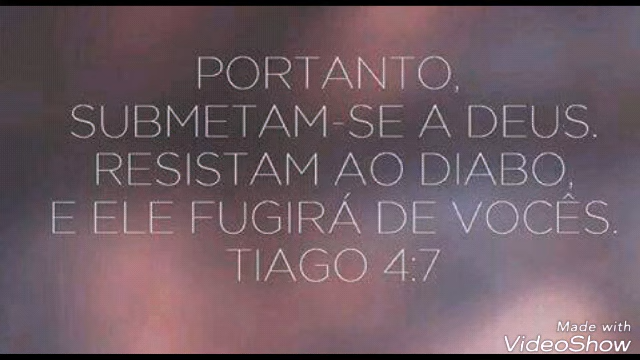 PORTANTO,
SUBMETAM-SE A DEUS.
RESISTAM AO DIABO,
E ELE FUGIRÁ DE VOCÊS.
TIAGO 4:7
Made with
VideoShow